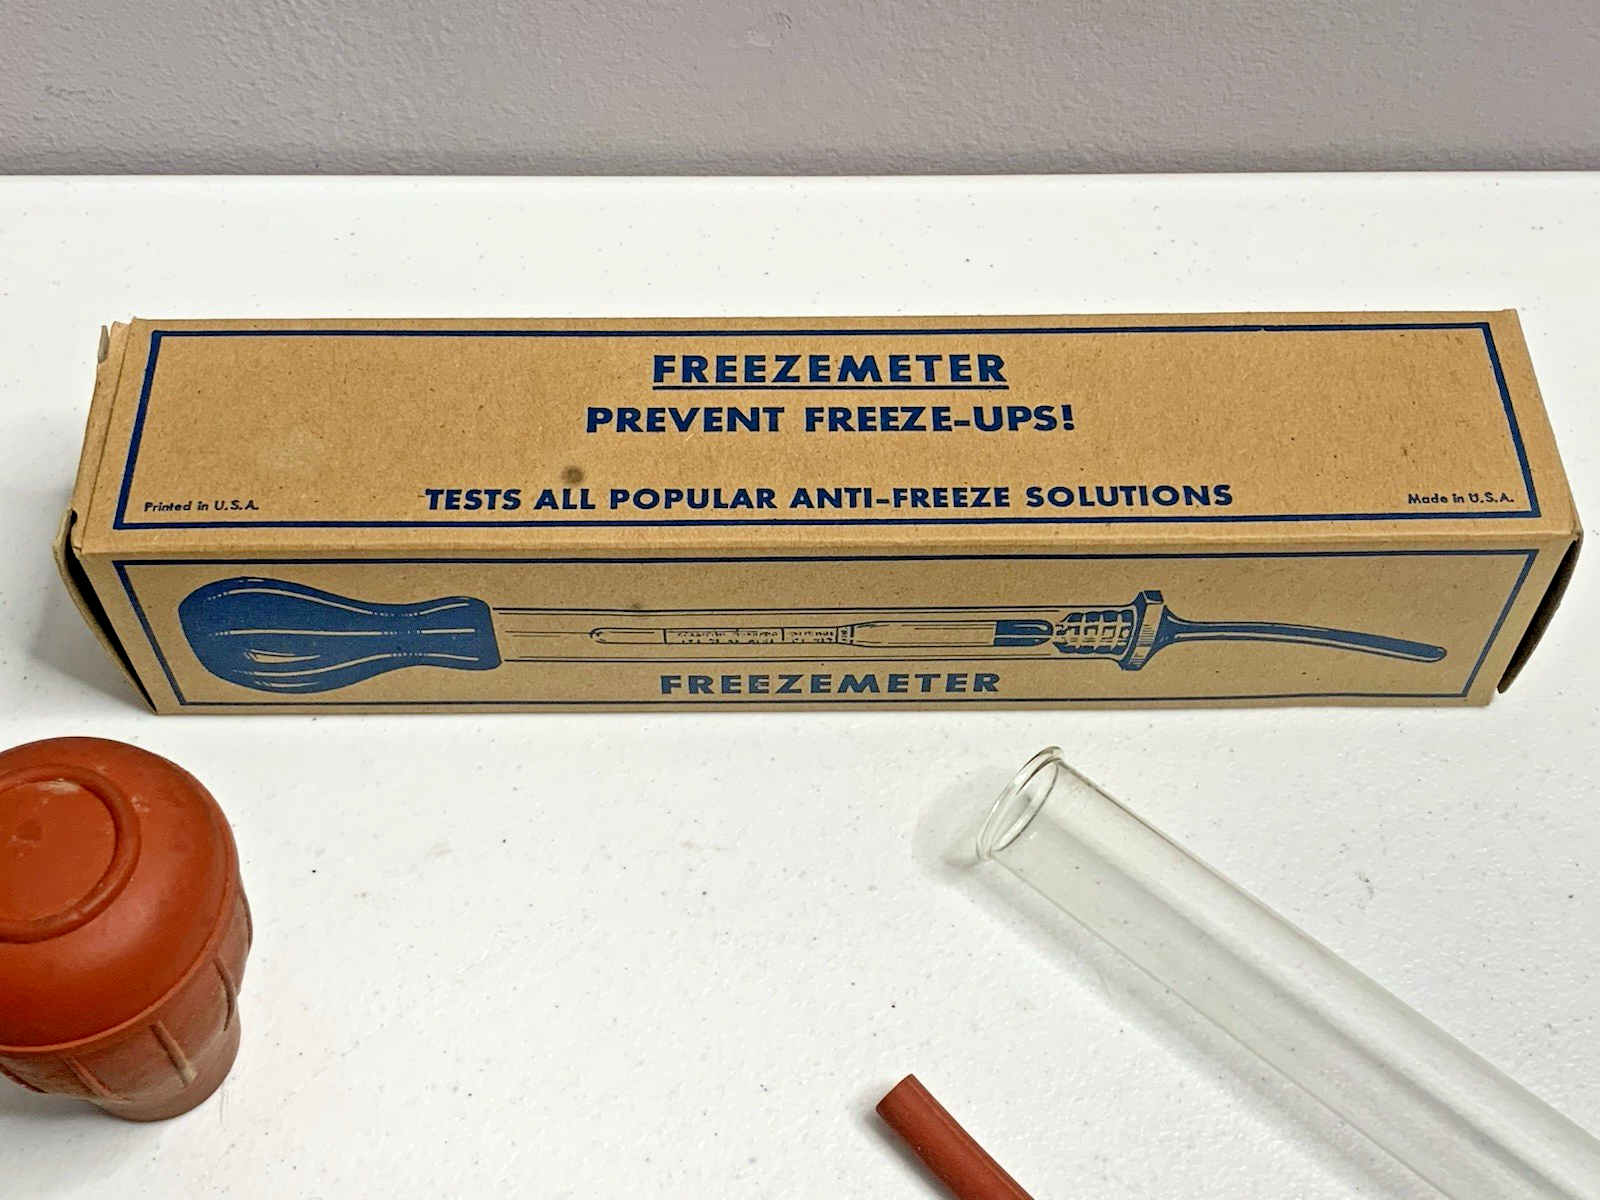 FREEZEMETER
PREVENT FREEZE-UPS!
TESTS ALL POPULAR ANTI-FREEZE SOLUTIONS
Printed in U.S.A.
Made in U.S.A.
FREEZEMETER